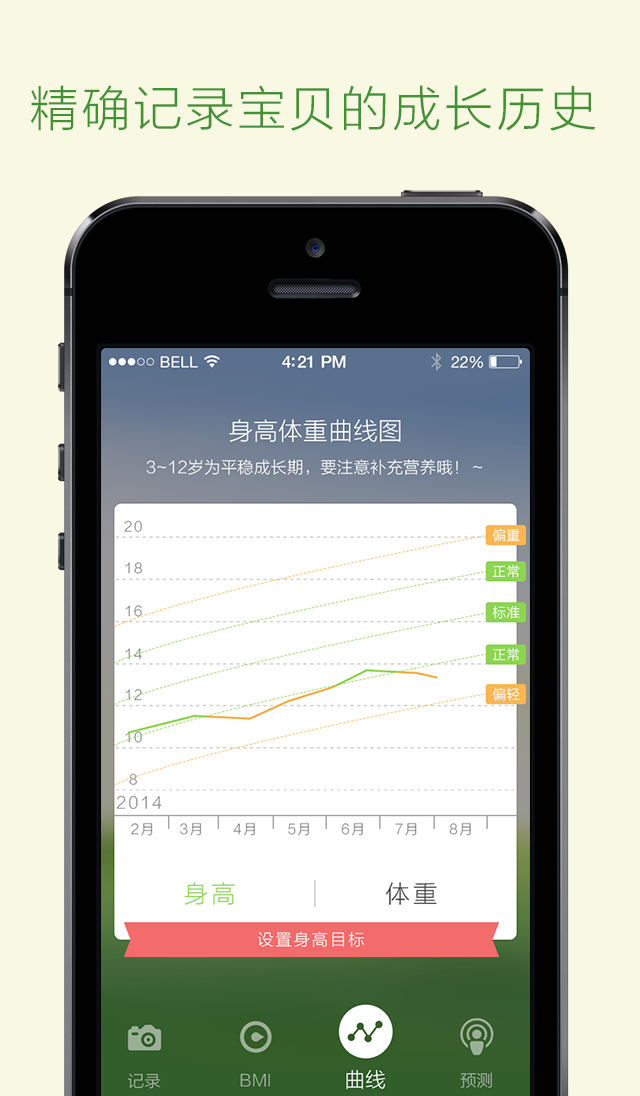 精确记录宝贝的成长历史
BELL 4:21 PM 22%
身高体重曲线图
3~12岁为平稳成长期，要注意补充营养哦！~
20
偏重
18
正常
16
标准
14
正常
12
偏轻
10
8
2014
2月 3月 4月 5月 6月 7月 8月
身高 体重
设置身高目标
记录 BMI 曲线 预测